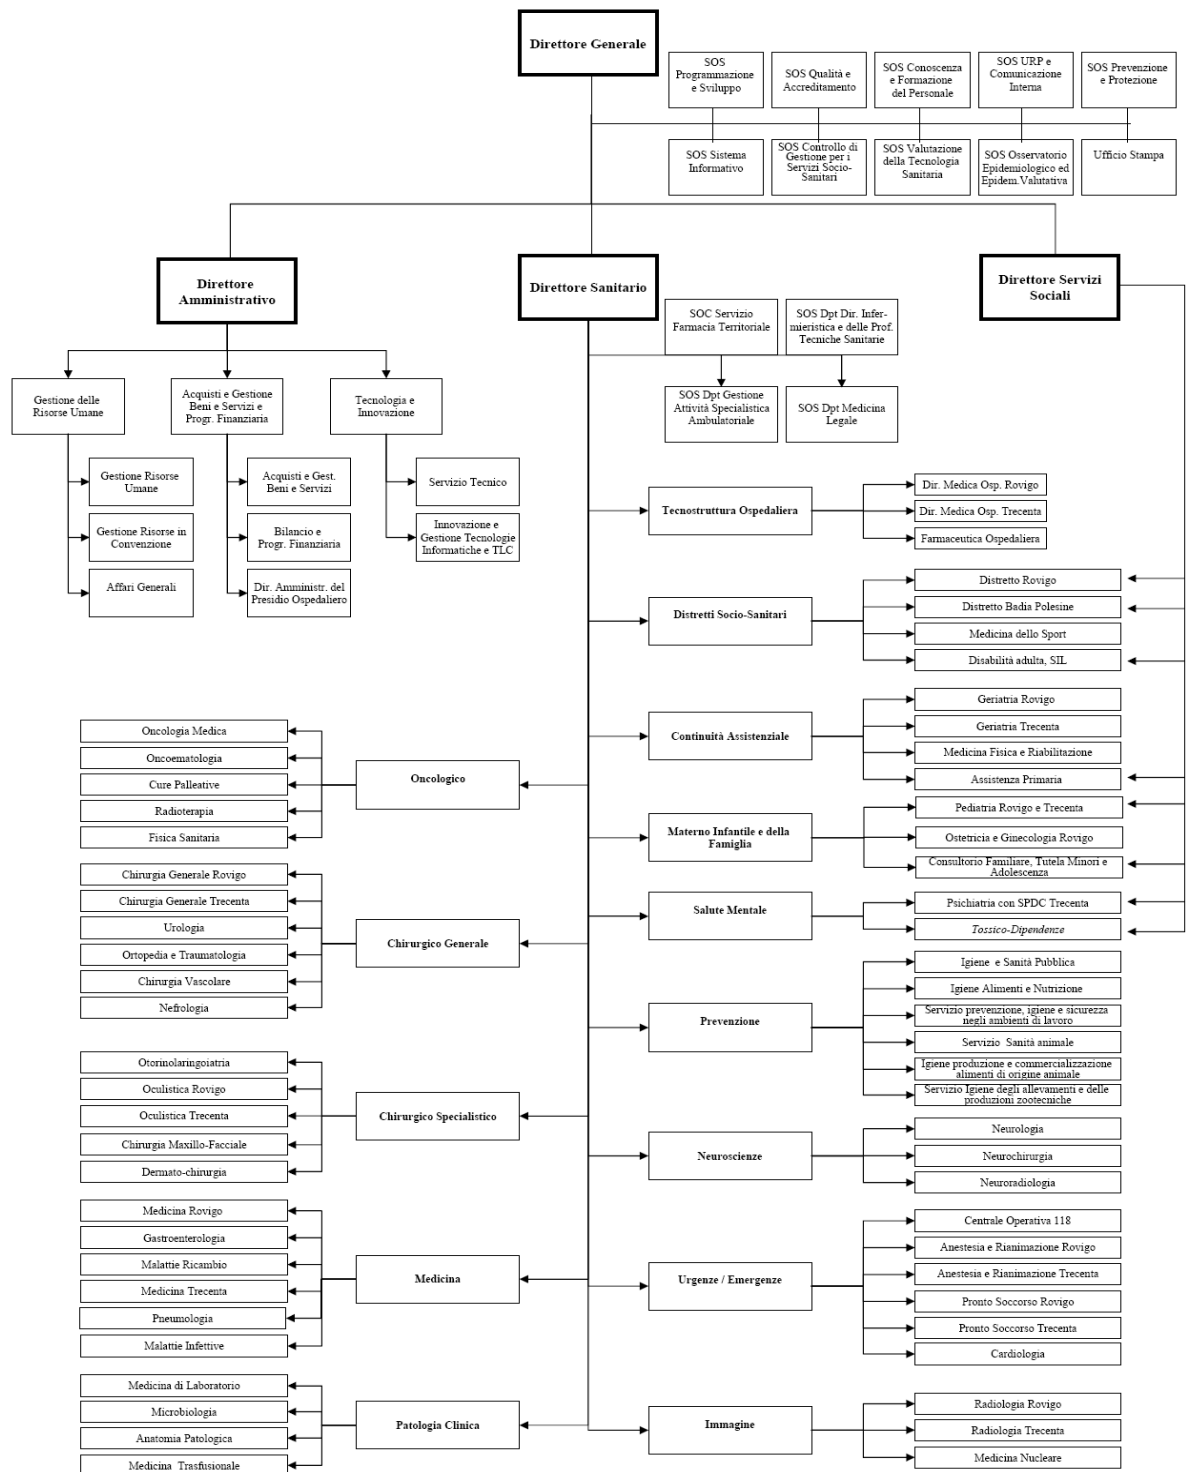 Direttore Generale
SOS
Programmazione
e Sviluppo
SOS Qualità e
Accreditamento
SOS Conoscenza
e Formazione
del Personale
SOS URP e
Comunicazione
Interna
SOS Prevenzione
e Protezione
SOS Sistema
Informativo
SOS Controllo di
Gestione per i
Servizi Socio-
Sanitari
SOS Valutazione
della Tecnologia
Sanitaria
SOS Osservatorio
Epidemiologico ed
Epidem.Valutativa
Ufficio Stampa
Direttore
Amministrativo
Direttore Sanitario
Direttore Servizi
Sociali
SOC Servizio
Farmacia Territoriale
SOS Dpt Dir. Infer-
mieristica e delle Prof.
Tecniche Sanitarie
SOS Dpt Gestione
Attività Specialistica
Ambulatoriale
SOS Dpt Medicina
Legale
Gestione delle
Risorse Umane
Acquisti e Gestione
Beni e Servizi e
Progr. Finanziaria
Tecnologia e
Innovazione
Gestione Risorse
Umane
Gestione Risorse in
Convenzione
Affari Generali
Acquisti e Gest.
Beni e Servizi
Bilancio e
Progr. Finanziaria
Dir. Amministr. del
Presidio Ospedaliero
Servizio Tecnico
Innovazione e
Gestione Tecnologie
Informatiche e TLC
Tecnostruttura Ospedaliera
Dir. Medica Osp. Rovigo
Dir. Medica Osp. Trecenta
Farmaceutica Ospedaliera
Distretti Socio-Sanitari
Distretto Rovigo
Distretto Badia Polesine
Medicina dello Sport
Disabilità adulta, SIL
Continuità Assistenziale
Geriatria Rovigo
Geriatria Trecenta
Medicina Fisica e Riabilitazione
Assistenza Primaria
Materno Infantile e della
Famiglia
Pediatria Rovigo e Trecenta
Ostetricia e Ginecologia Rovigo
Consultorio Familiare, Tutela Minori e
Adolescenza
Salute Mentale
Psichiatria con SPDC Trecenta
Tossico-Dipendenze
Prevenzione
Igiene e Sanità Pubblica
Igiene Alimenti e Nutrizione
Servizio prevenzione, igiene e sicurezza
negli ambienti di lavoro
Servizio Sanità animale
Igiene produzione e commercializzazione
alimenti di origine animale
Servizio Igiene degli allevamenti e delle
produzioni zootecniche
Neuroscienze
Neurologia
Neurochirurgia
Neuroradiologia
Urgenze / Emergenze
Centrale Operativa 118
Anestesia e Rianimazione Rovigo
Anestesia e Rianimazione Trecenta
Pronto Soccorso Rovigo
Pronto Soccorso Trecenta
Cardiologia
Immagine
Radiologia Rovigo
Radiologia Trecenta
Medicina Nucleare
Oncologico
Oncologia Medica
Oncoematologia
Cure Palleative
Radioterapia
Fisica Sanitaria
Chirurgico Generale
Chirurgia Generale Rovigo
Chirurgia Generale Trecenta
Urologia
Ortopedia e Traumatologia
Chirurgia Vascolare
Nefrologia
Chirurgico Specialistico
Otorinolaringoiatria
Oculistica Rovigo
Oculistica Trecenta
Chirurgia Maxillo-Facciale
Dermato-chirurgia
Medicina
Medicina Rovigo
Gastroenterologia
Malattie Ricambio
Medicina Trecenta
Pneumologia
Malattie Infettive
Patologia Clinica
Medicina di Laboratorio
Microbiologia
Anatomia Patologica
Medicina Trasfusionale